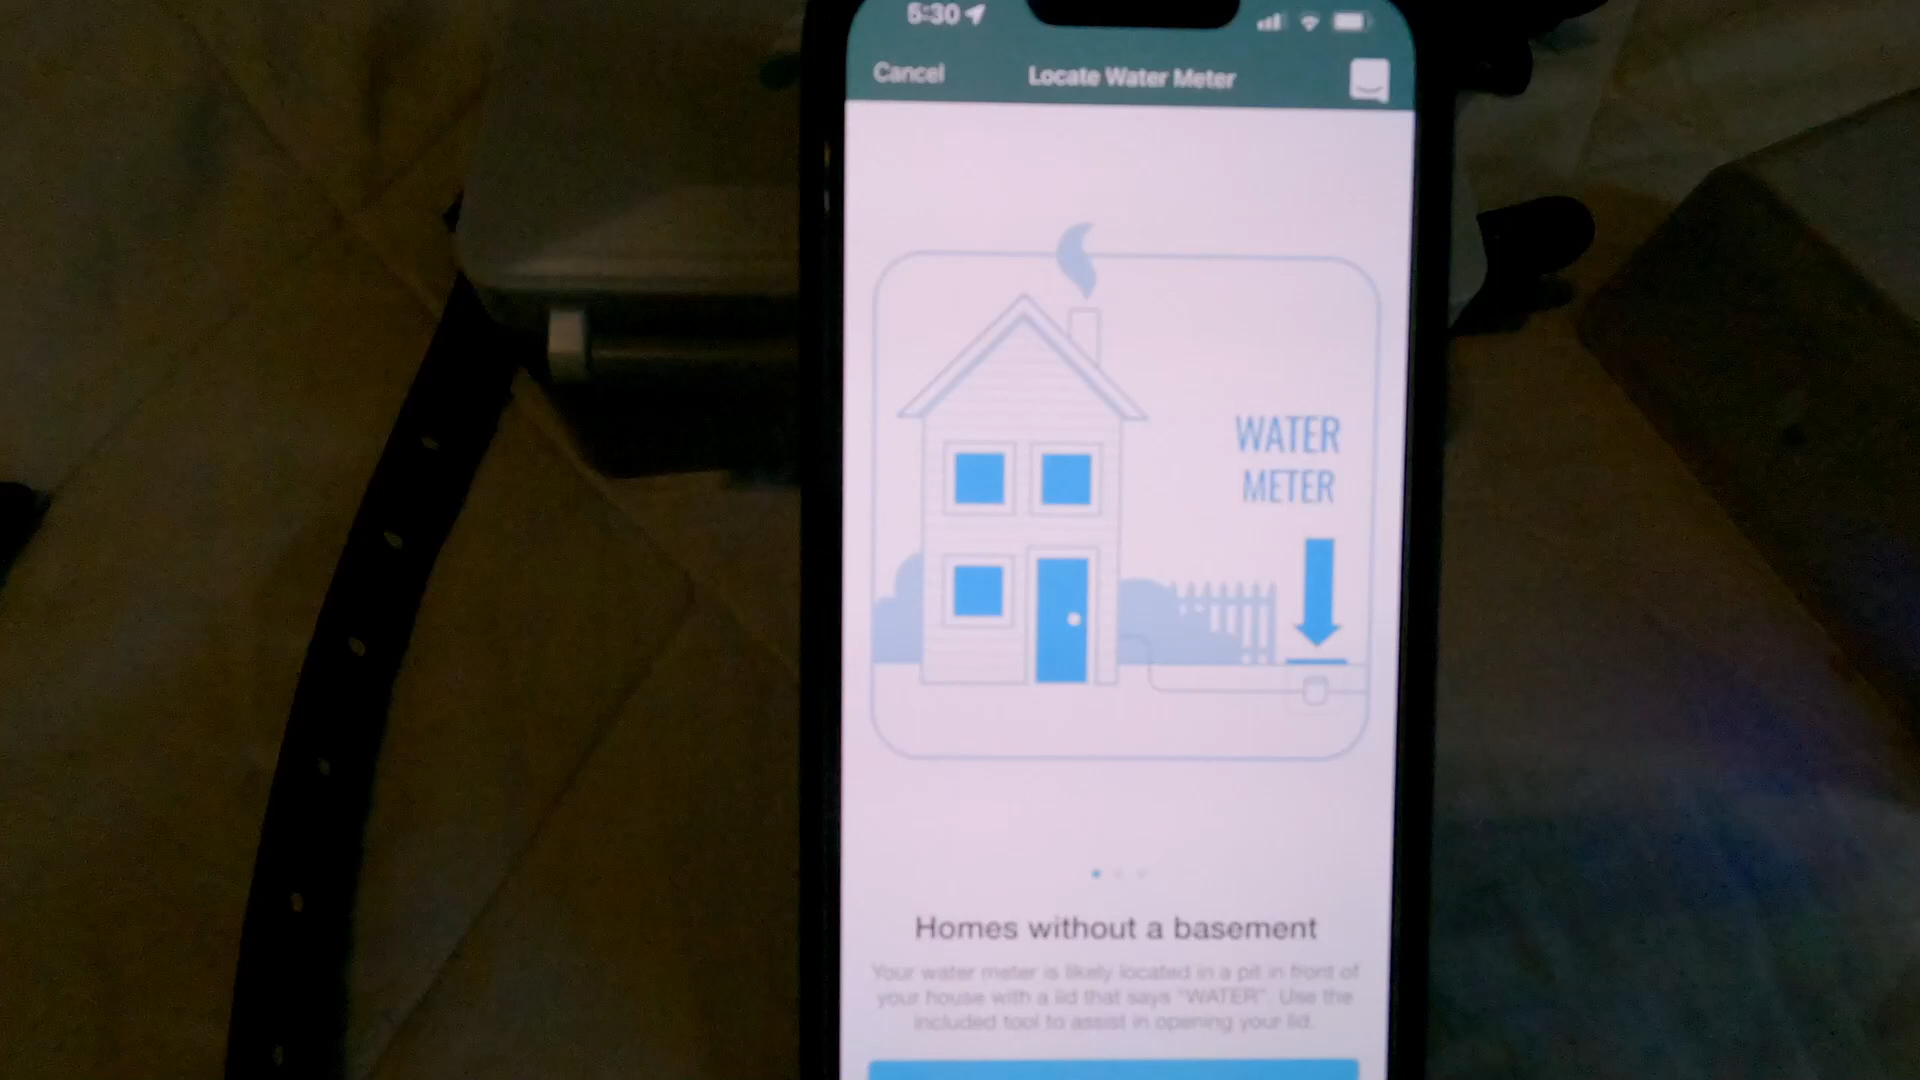 5:30
Cancel
Locate Water Meter
WATER
METER
Homes without a basement
Your water meter is likely located in a pit in front of
your house with a lid that says "WATER". Use the
included tool to assist in opening your lid.